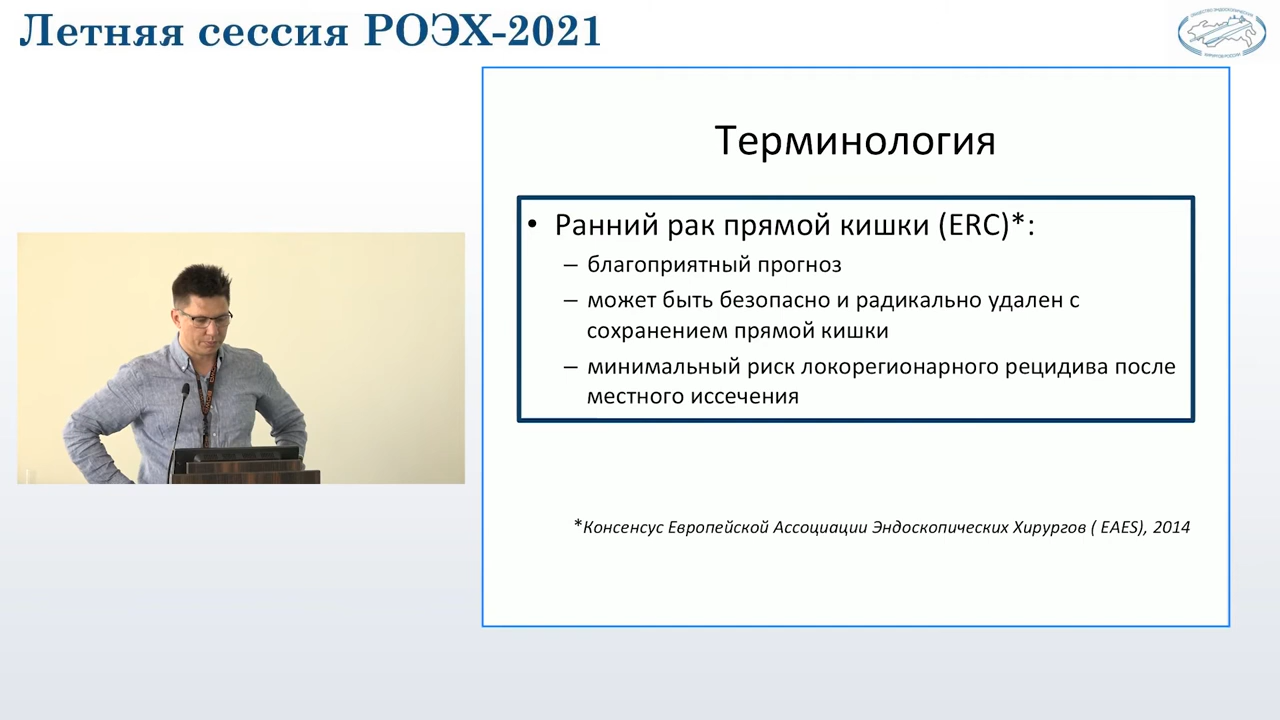 Летняя сессия РОЭХ-2021
Терминология
• Ранний рак прямой кишки (ERC)*:
– благоприятный прогноз
– может быть безопасно и радикально удален с
сохранением прямой кишки
– минимальный риск локорегионарного рецидива после
местного иссечения
*Консенсус Европейской Ассоциации Эндоскопических Хирургов ( EAES), 2014